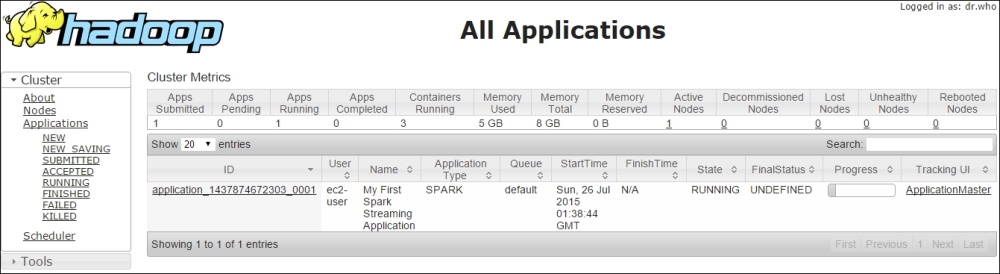 Logged in as: dr.who
hadoop
All Applications
Cluster
About
Nodes
Applications
NEW
NEW_SAVING
SUBMITTED
ACCEPTED
RUNNING
FINISHED
FAILED
KILLED
Scheduler
Tools
Cluster Metrics
Apps Submitted Apps Pending Apps Running Apps Completed Containers Running Memory Used Memory Total Memory Reserved Active Nodes Decommissioned Nodes Lost Nodes Unhealthy Nodes Rebooted Nodes
1 0 1 0 3 5 GB 8 GB 0 B 1 0 0 0 0
Show 20 entries Search:
ID User Name Application Type Queue StartTime FinishTime State FinalStatus Progress Tracking UI
application_1437874672303_0001 ec2-user My First Spark Streaming Application SPARK default Sun, 26 Jul 2015 01:38:44 GMT N/A RUNNING UNDEFINED ApplicationMaster
Showing 1 to 1 of 1 entries First Previous 1 Next Last